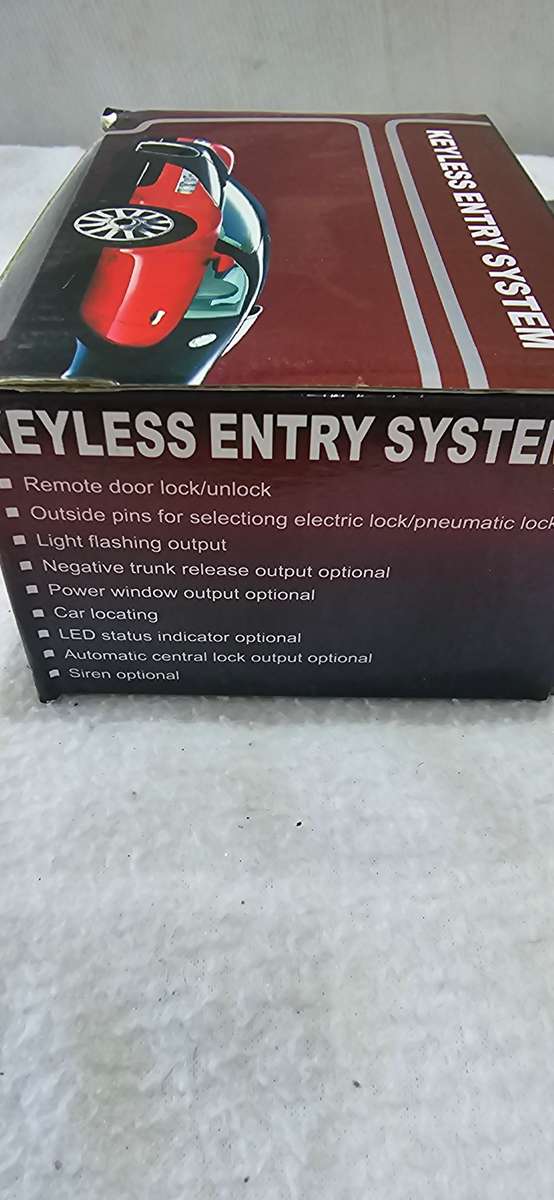 KEYLESS ENTRY SYSTEM
KEYLESS ENTRY SYSTEM
Remote door lock/unlock
Outside pins for selectiong electric lock/pneumatic lock
Light flashing output
Negative trunk release output optional
Power window output optional
Car locating
LED status indicator optional
Automatic central lock output optional
Siren optional